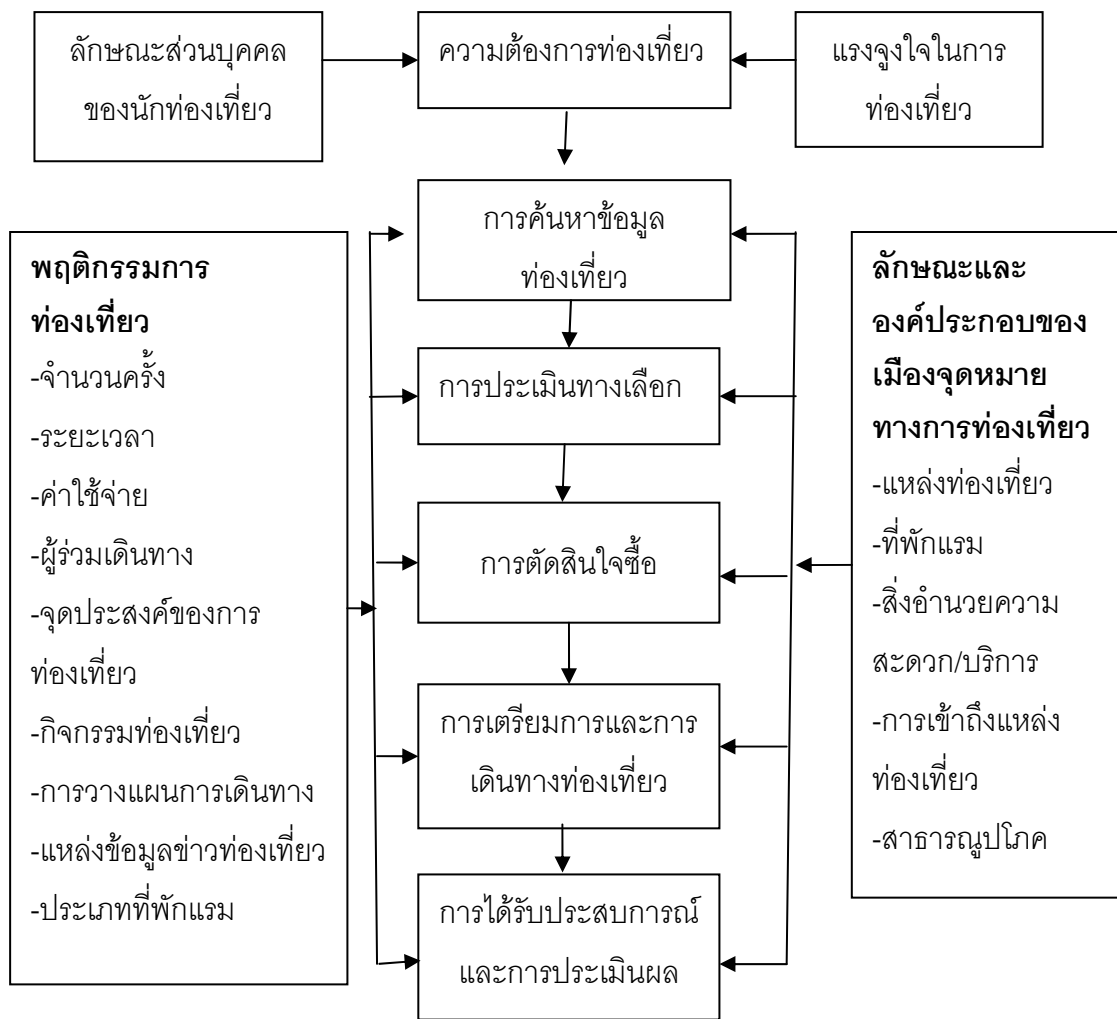 ลักษณะส่วนบุคคล
ของนักท่องเที่ยว
ความต้องการท่องเที่ยว
แรงจูงใจในการ
ท่องเที่ยว
การค้นหาข้อมูล
ท่องเที่ยว
พฤติกรรมการ
ท่องเที่ยว
-จำนวนครั้ง
-ระยะเวลา
-ค่าใช้จ่าย
-ผู้ร่วมเดินทาง
-จุดประสงค์ของการ
ท่องเที่ยว
-กิจกรรมท่องเที่ยว
-การวางแผนการเดินทาง
-แหล่งข้อมูลข่าวท่องเที่ยว
-ประเภทที่พักแรม
การประเมินทางเลือก
การตัดสินใจซื้อ
การเตรียมการและการ
เดินทางท่องเที่ยว
การได้รับประสบการณ์
และการประเมินผล
ลักษณะและ
องค์ประกอบของ
เมืองจุดหมาย
ทางการท่องเที่ยว
-แหล่งท่องเที่ยว
-ที่พักแรม
-สิ่งอำนวยความ
สะดวก/บริการ
-การเข้าถึงแหล่ง
ท่องเที่ยว
-สาธารณูปโภค